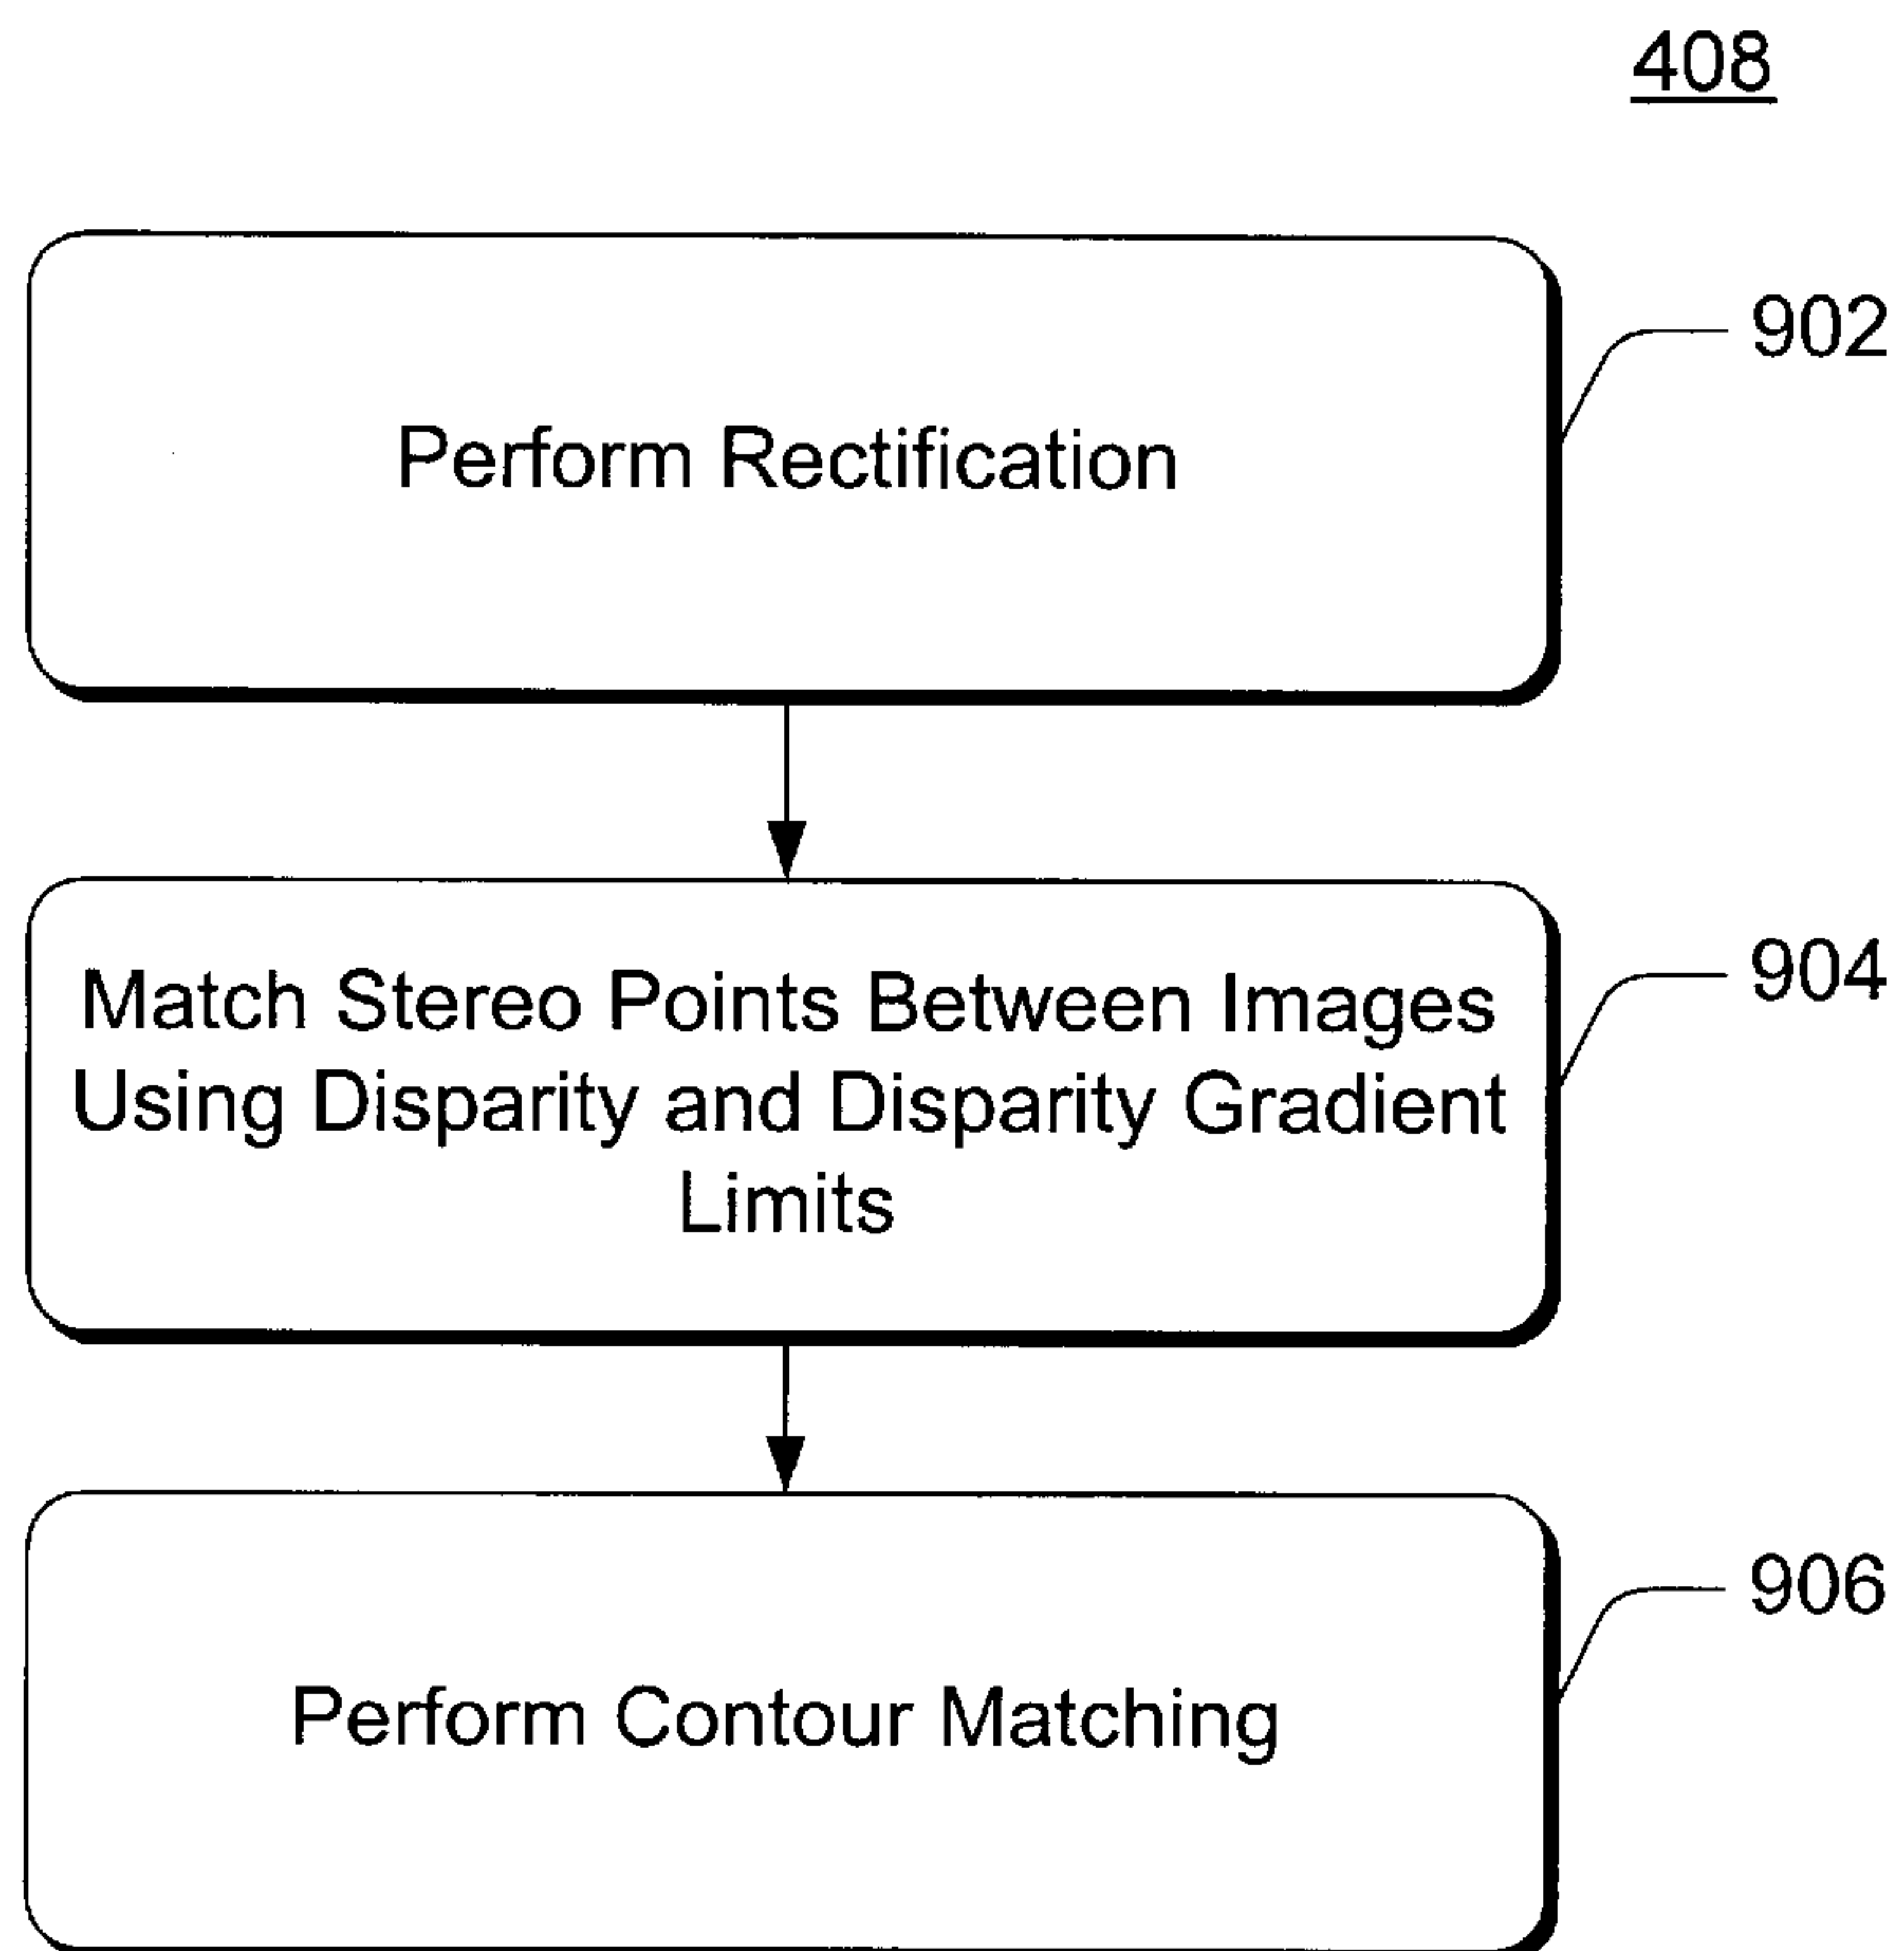 408
902
Perform Rectification
904
Match Stereo Points Between Images
Using Disparity and Disparity Gradient
Limits
906
Perform Contour Matching